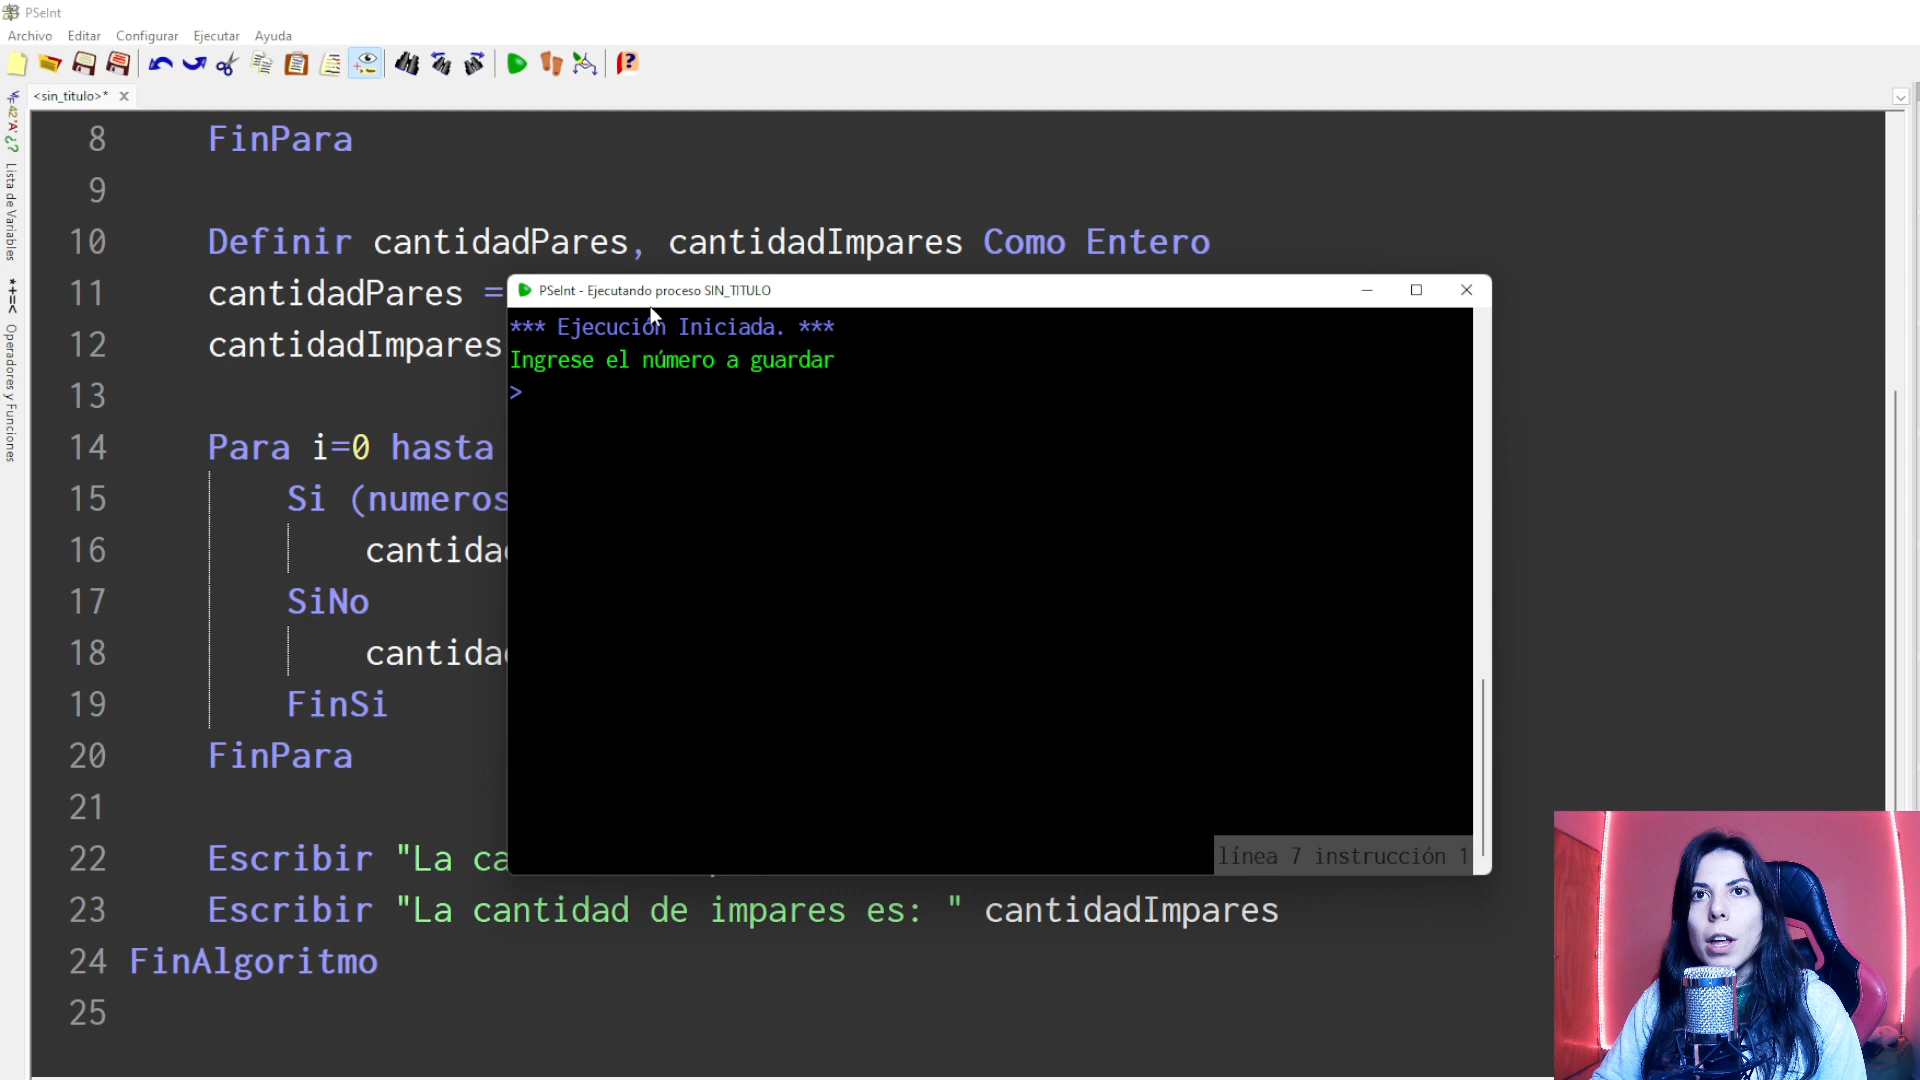 PSeInt
Archivo Editar Configurar Ejecutar Ayuda
<sin_titulo>*
Lista de Variables
*+=< Operadores y Funciones
8 FinPara
9
10 Definir cantidadPares, cantidadImpares Como Entero
11 cantidadPares =
12 cantidadImpares
13
14 Para i=0 hasta
15 Si (numeros
16 cantida
17 SiNo
18 cantida
19 FinSi
20 FinPara
21
22 Escribir "La ca
23 Escribir "La cantidad de impares es: " cantidadImpares
24 FinAlgoritmo
25
PSeInt - Ejecutando proceso SIN_TITULO
*** Ejecución Iniciada. ***
Ingrese el número a guardar
>
línea 7 instrucción 1